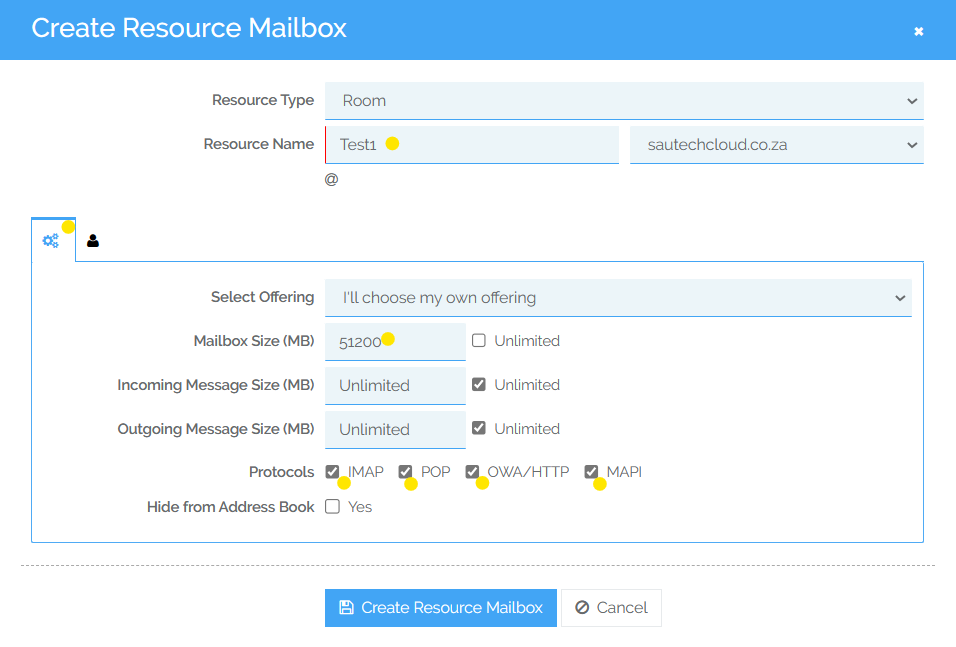 Create Resource Mailbox
Resource Type Room
Resource Name Test1 sautechcloud.co.za
@
Select Offering I'll choose my own offering
Mailbox Size (MB) 51200 Unlimited
Incoming Message Size (MB) Unlimited Unlimited
Outgoing Message Size (MB) Unlimited Unlimited
Protocols IMAP POP OWA/HTTP MAPI
Hide from Address Book Yes
Create Resource Mailbox Cancel